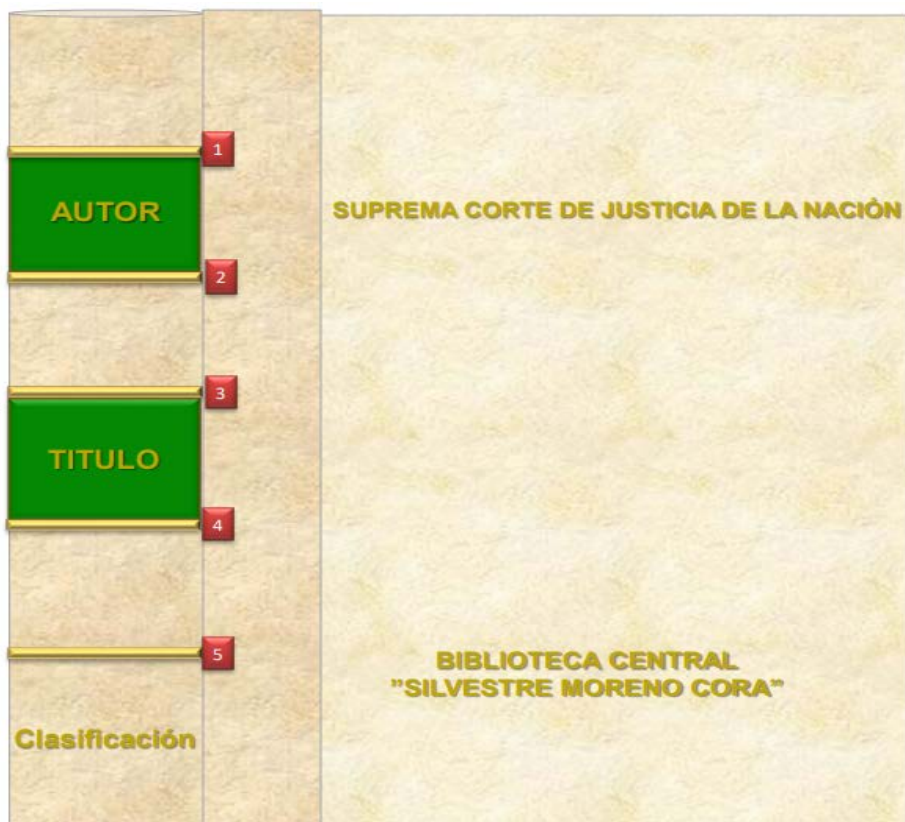 1
AUTOR
SUPREMA CORTE DE JUSTICIA DE LA NACIÓN
2
3
TITULO
4
5
BIBLIOTECA CENTRAL
"SILVESTRE MORENO CORA"
Clasificación